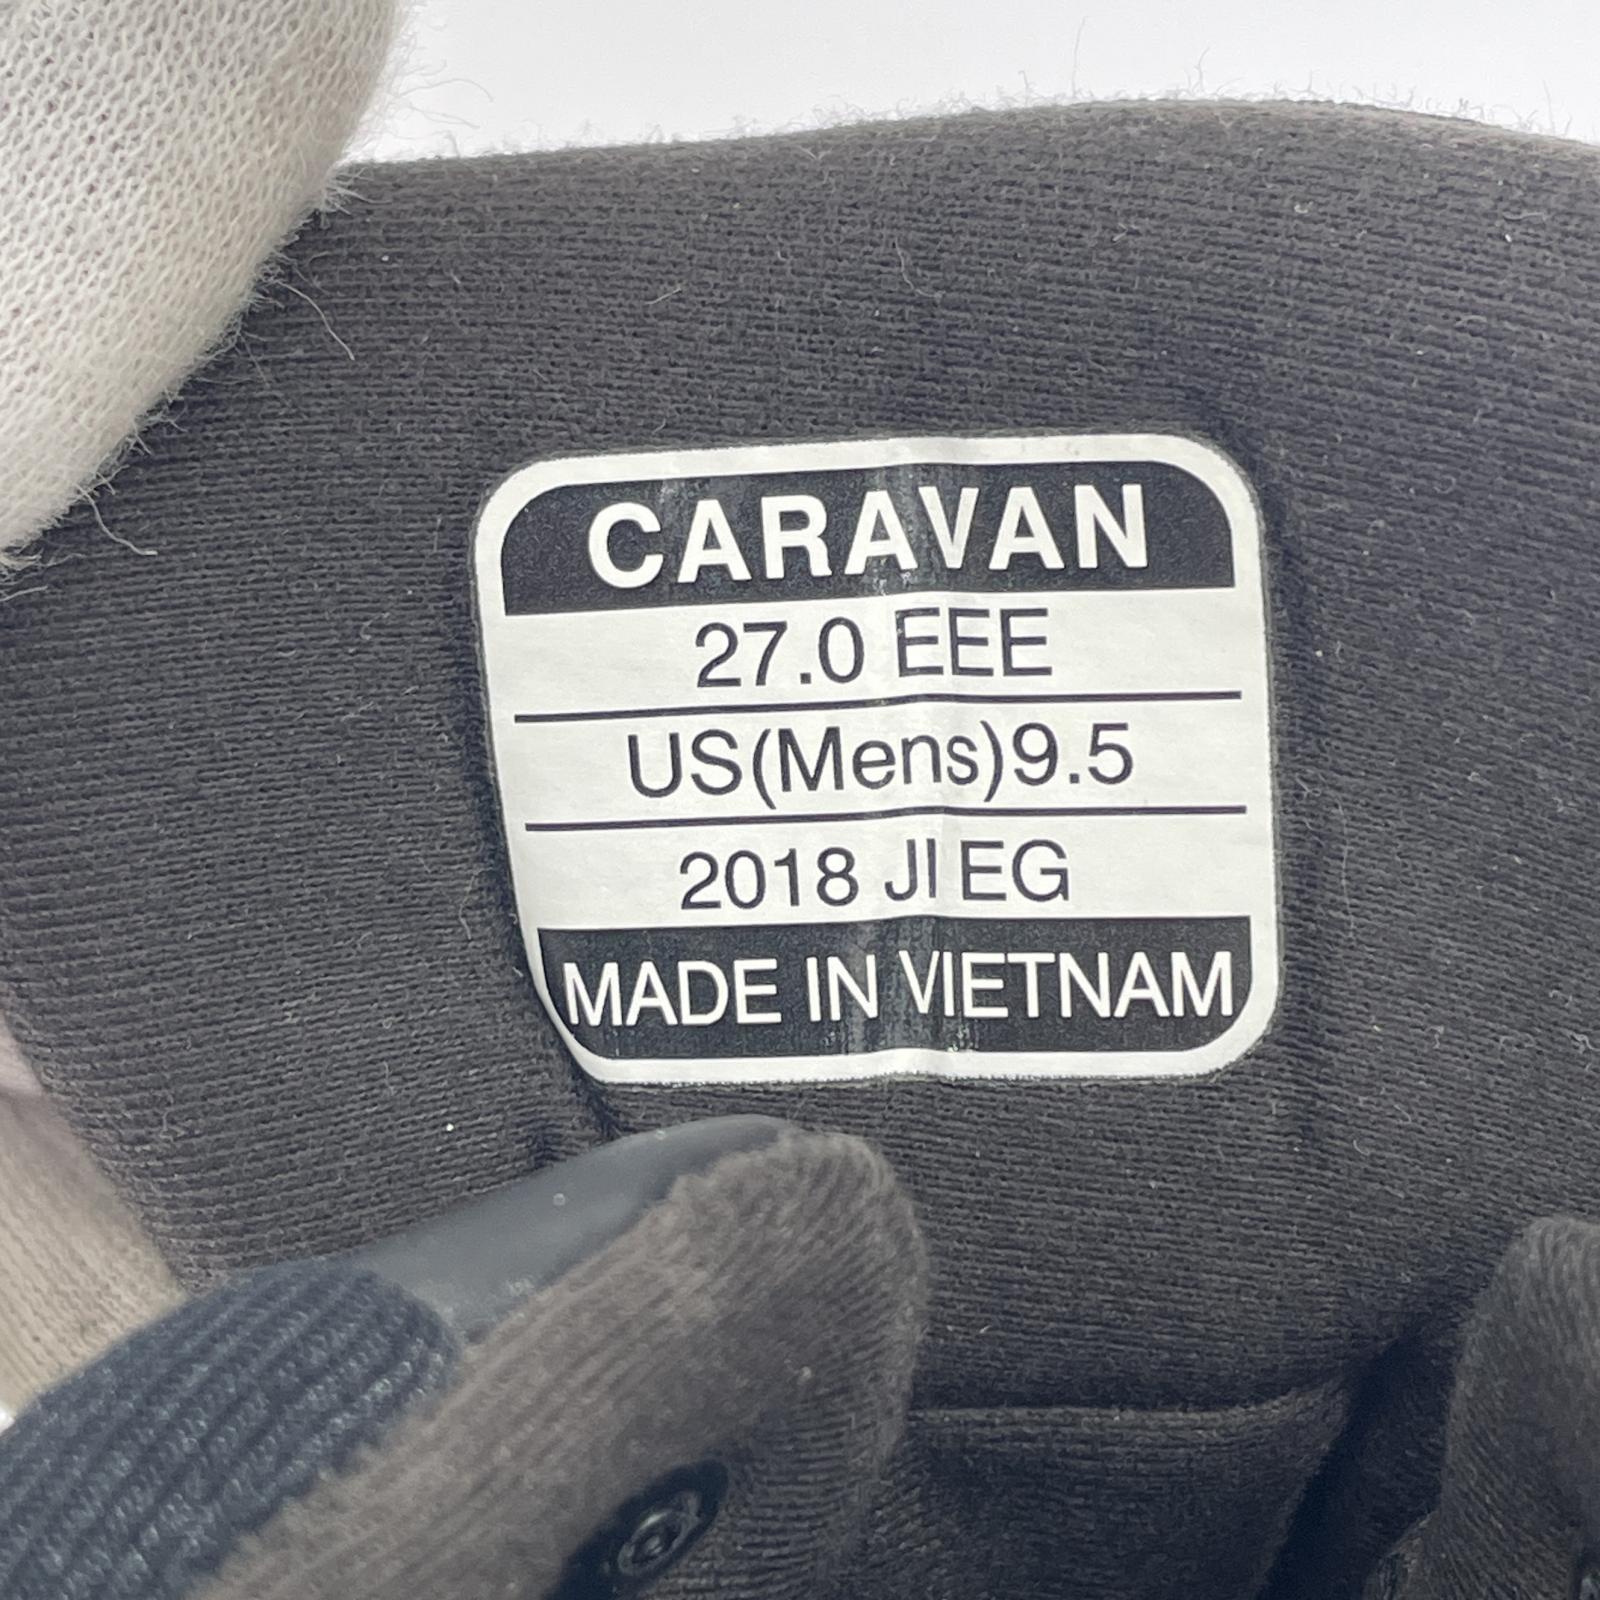 CARAVAN
27.0 EEE
US(Mens)9.5
2018 JI EG
MADE IN VIETNAM